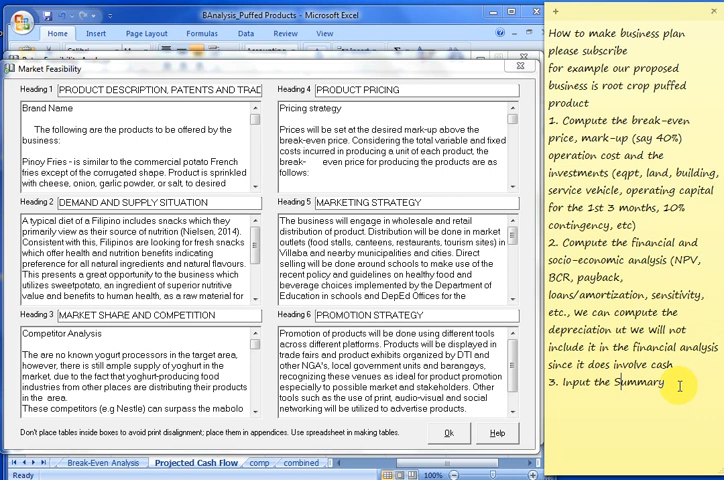 BAnalysis_Puffed Products - Microsoft Excel
Home Insert Page Layout Formulas Data Review View
Market Feasibility
Heading 1 PRODUCT DESCRIPTION, PATENTS AND TRAD
Brand Name
The following are the products to be offered by the
business:
Pinoy Fries - is similar to the commercial potato French
fries except of the corrugated shape. Product is sprinkled
with cheese, onion, garlic powder, or salt, to desired
Heading 2 DEMAND AND SUPPLY SITUATION
A typical diet of a Filipino includes snacks which they
primarily view as their source of nutrition (Nielsen, 2014).
Consistent with this, Filipinos are looking for fresh snacks
which offer health and nutrition benefits indicating
preference for all natural ingredients and natural flavours.
This presents a great opportunity to the business which
utilizes sweetpotato, an ingredient of superior nutritive
value and benefits to human health, as a raw material for
Heading 3 MARKET SHARE AND COMPETITION
Competitor Analysis
The are no known yogurt processors in the target area,
however, there is still ample supply of yoghurt in the
market, due to the fact that yoghurt-producing food
industries from other places are distributing their products
in the area.
These competitors (e.g Nestle) can surpass the mabolo
Heading 4 PRODUCT PRICING
Pricing strategy
Prices will be set at the desired mark-up above the
break-even price. Considering the total variable and fixed
costs incurred in producing a unit of each product, the
break- even price for producing the products are as
follows:
Heading 5 MARKETING STRATEGY
The business will engage in wholesale and retail
distribution of product. Distribution will be done in market
outlets (food stalls, canteens, restaurants, tourism sites) in
Villaba and nearby municipalities and cities. Direct
selling will be done around schools to make use of the
recent policy and guidelines on healthy food and
beverage choices implemented by the Department of
Education in schools and DepEd Offices for the
Heading 6 PROMOTION STRATEGY
Promotion of products will be done using different tools
across different platforms. Products will be displayed in
trade fairs and product exhibits organized by DTI and
other NGA's, local government units and barangays,
recognizing these venues as ideal for product promotion
especially to possible market and stakeholders. Other
tools such as the use of print, audio-visual and social
networking will be utilized to advertise products.
Don't place tables inside boxes to avoid print disalignment; place them in appendices. Use spreadsheet in making tables.
Ok Help
Break-Even Analysis Projected Cash Flow comp combined
100%
How to make business plan
please subscribe
for example our proposed
business is root crop puffed
product
1. Compute the break-even
price, mark-up (say 40%)
operation cost and the
investments (eqpt, land, building,
service vehicle, operating capital
for the 1st 3 months, 10%
contingency, etc)
2. Compute the financial and
socio-economic analysis (NPV,
BCR, payback,
loans/amortization, sensitivity,
etc., we can compute the
depreciation ut we will not
include it in the financial analysis
since it does involve cash
3. Input the Summary